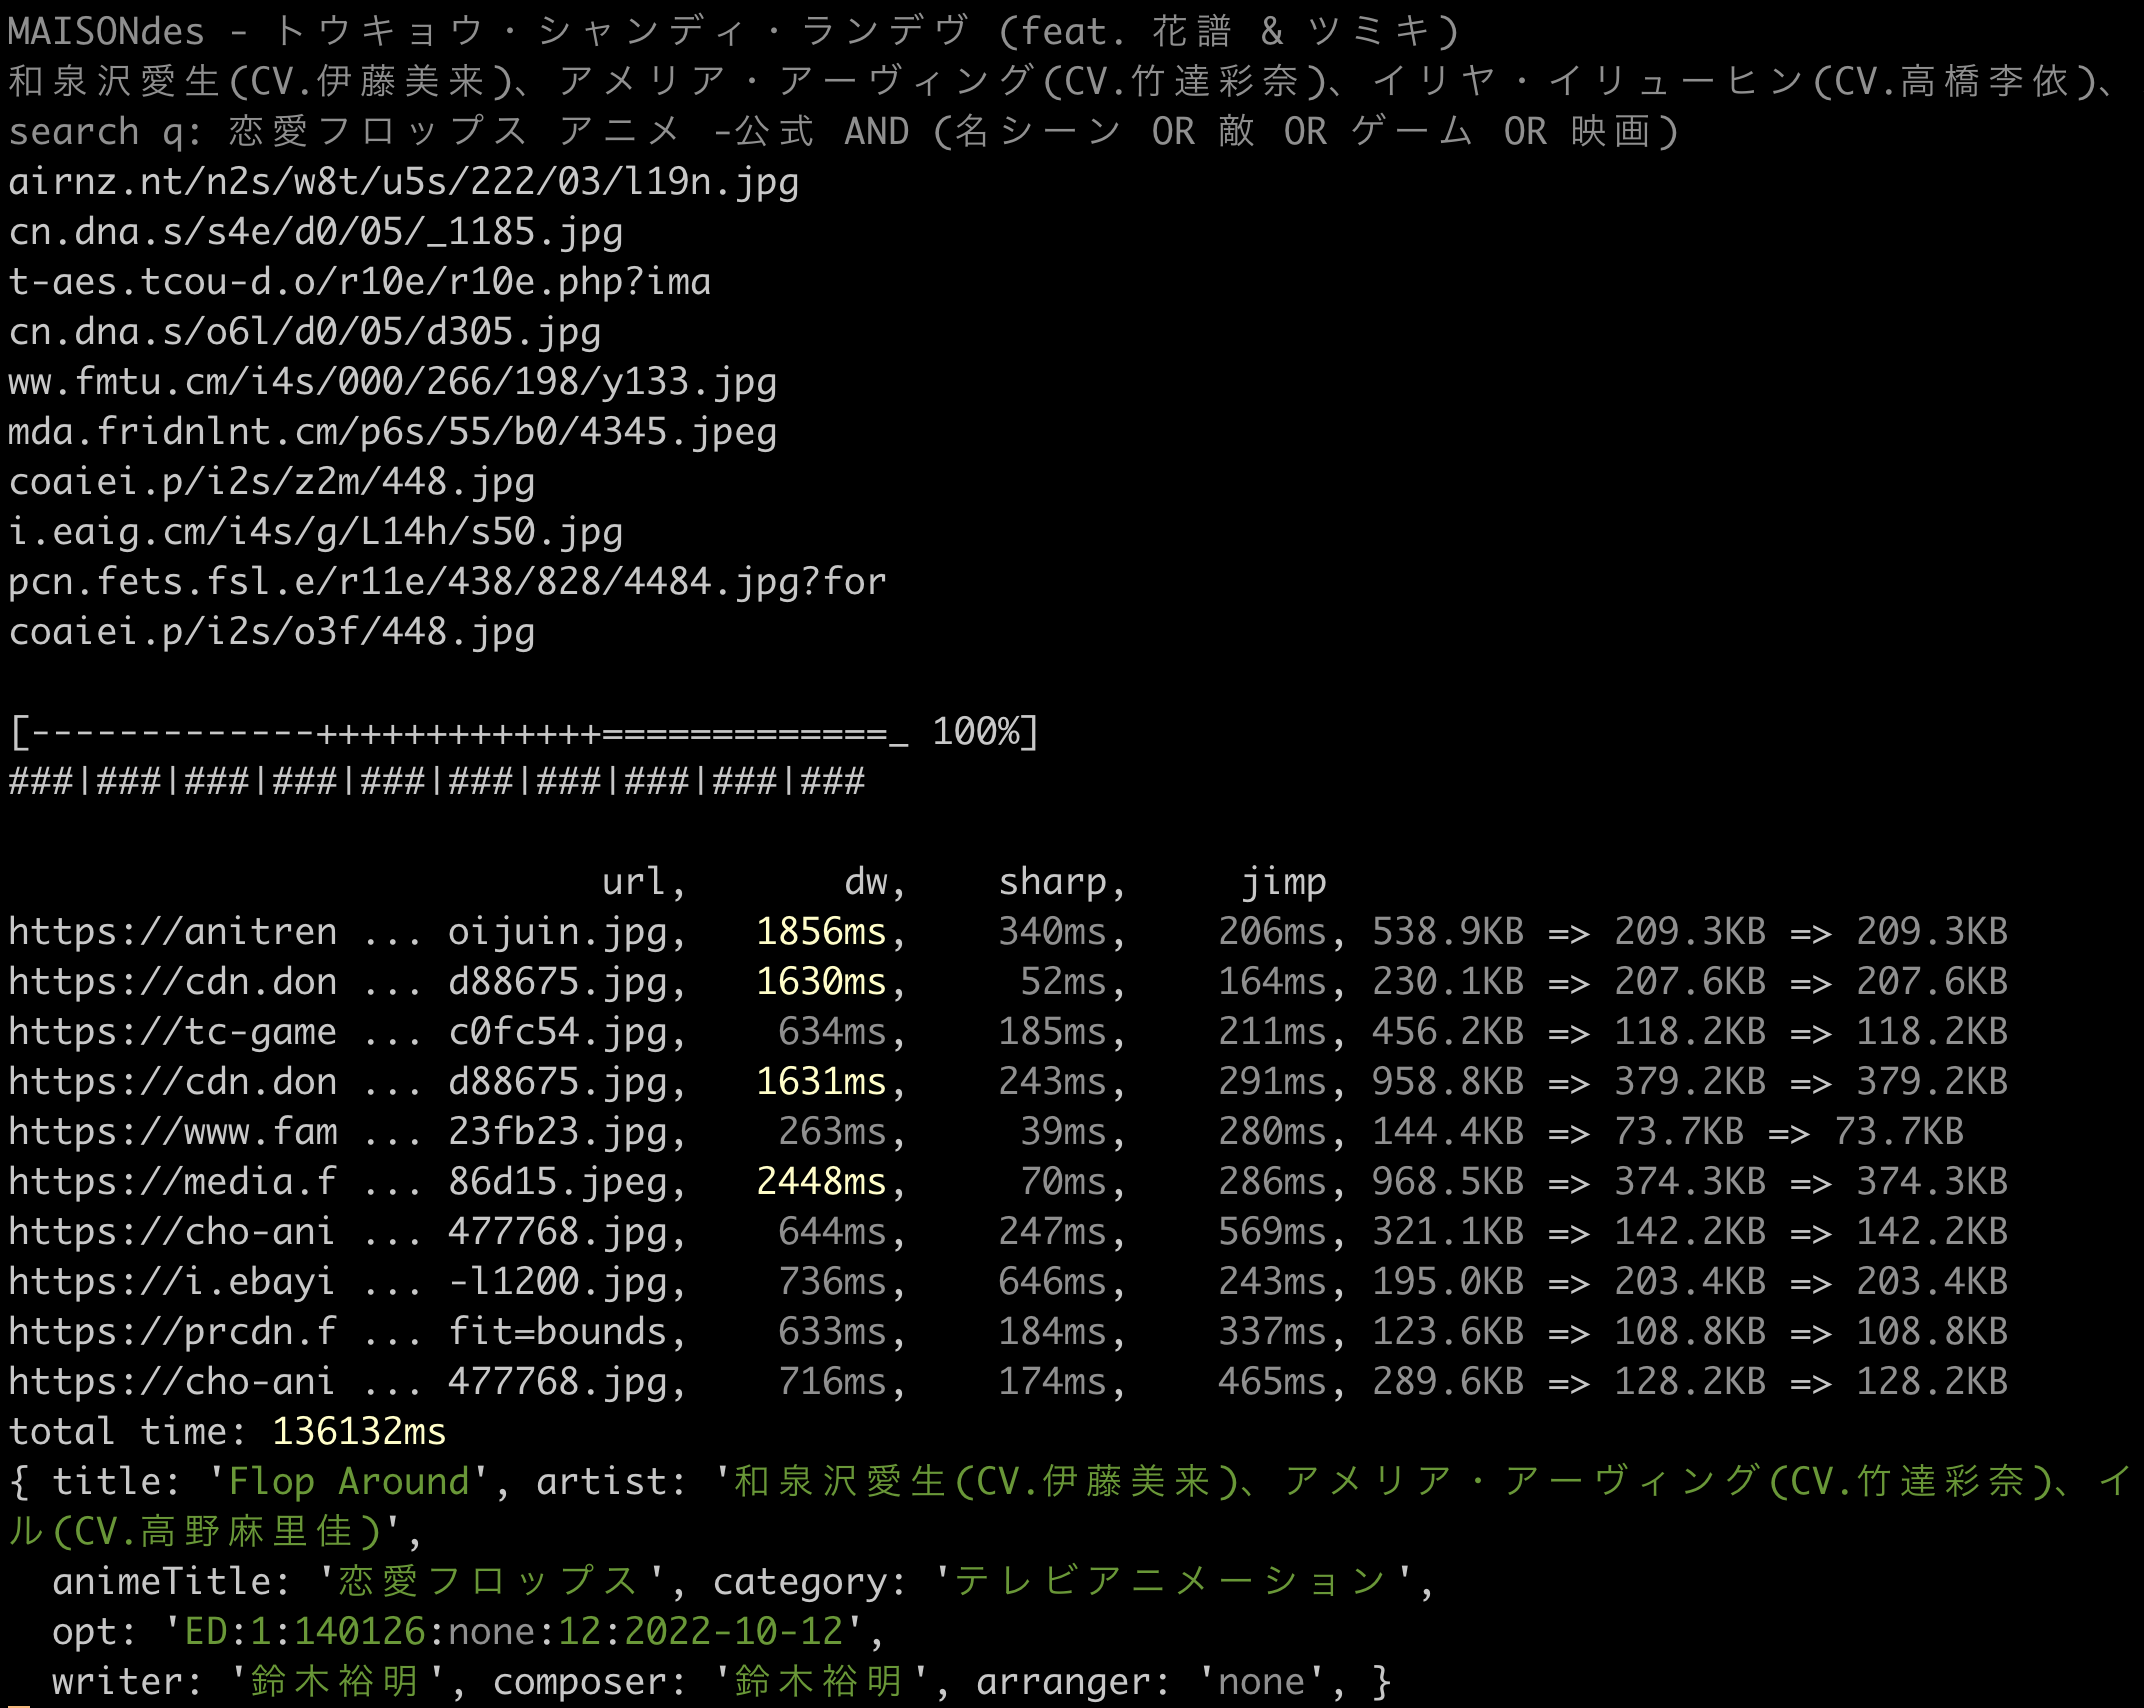 MAISONdes - トウキョウ・シャンディ・ランデヴ (feat. 花譜 & ツミキ)
和泉沢愛生(CV.伊藤美来)、アメリア・アーヴィング(CV.竹達彩奈)、イリヤ・イリューヒン(CV.高橋李依)、
search q: 恋愛フロップス アニメ -公式 AND (名シーン OR 敵 OR ゲーム OR 映画)
airnz.nt/n2s/w8t/u5s/222/03/l19n.jpg
cn.dna.s/s4e/d0/05/_1185.jpg
t-aes.tcou-d.o/r10e/r10e.php?ima
cn.dna.s/o6l/d0/05/d305.jpg
ww.fmtu.cm/i4s/000/266/198/y133.jpg
mda.fridnlnt.cm/p6s/55/b0/4345.jpeg
coaiei.p/i2s/z2m/448.jpg
i.eaig.cm/i4s/g/L14h/s50.jpg
pcn.fets.fsl.e/r11e/438/828/4484.jpg?for
coaiei.p/i2s/o3f/448.jpg
[-------------+++++++++++++=============_ 100%]
###|###|###|###|###|###|###|###|###|###
url, dw, sharp, jimp
https://anitren ... oijuin.jpg, 1856ms, 340ms, 206ms, 538.9KB => 209.3KB => 209.3KB
https://cdn.don ... d88675.jpg, 1630ms, 52ms, 164ms, 230.1KB => 207.6KB => 207.6KB
https://tc-game ... c0fc54.jpg, 634ms, 185ms, 211ms, 456.2KB => 118.2KB => 118.2KB
https://cdn.don ... d88675.jpg, 1631ms, 243ms, 291ms, 958.8KB => 379.2KB => 379.2KB
https://www.fam ... 23fb23.jpg, 263ms, 39ms, 280ms, 144.4KB => 73.7KB => 73.7KB
https://media.f ... 86d15.jpeg, 2448ms, 70ms, 286ms, 968.5KB => 374.3KB => 374.3KB
https://cho-ani ... 477768.jpg, 644ms, 247ms, 569ms, 321.1KB => 142.2KB => 142.2KB
https://i.ebayi ... -l1200.jpg, 736ms, 646ms, 243ms, 195.0KB => 203.4KB => 203.4KB
https://prcdn.f ... fit=bounds, 633ms, 184ms, 337ms, 123.6KB => 108.8KB => 108.8KB
https://cho-ani ... 477768.jpg, 716ms, 174ms, 465ms, 289.6KB => 128.2KB => 128.2KB
total time: 136132ms
{ title: 'Flop Around', artist: '和泉沢愛生(CV.伊藤美来)、アメリア・アーヴィング(CV.竹達彩奈)、イ
ル(CV.高野麻里佳)',
animeTitle: '恋愛フロップス', category: 'テレビアニメーション',
opt: 'ED:1:140126:none:12:2022-10-12',
writer: '鈴木裕明', composer: '鈴木裕明', arranger: 'none', }